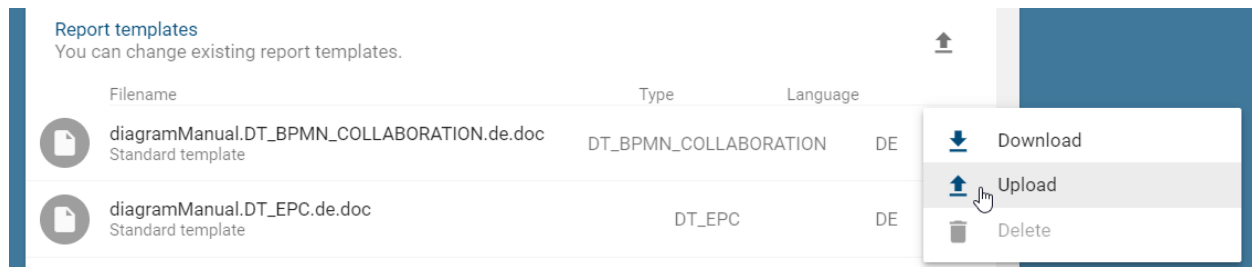 Report templates
You can change existing report templates.
Filename Type Language
diagramManual.DT_BPMN_COLLABORATION.de.doc DT_BPMN_COLLABORATION DE
Standard template
diagramManual.DT_EPC.de.doc DT_EPC DE
Standard template
Download
Upload
Delete